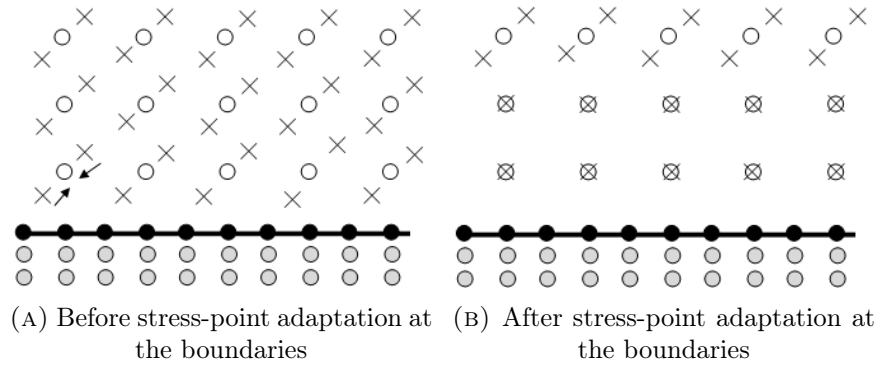 (A) Before stress-point adaptation at
the boundaries
(B) After stress-point adaptation at
the boundaries